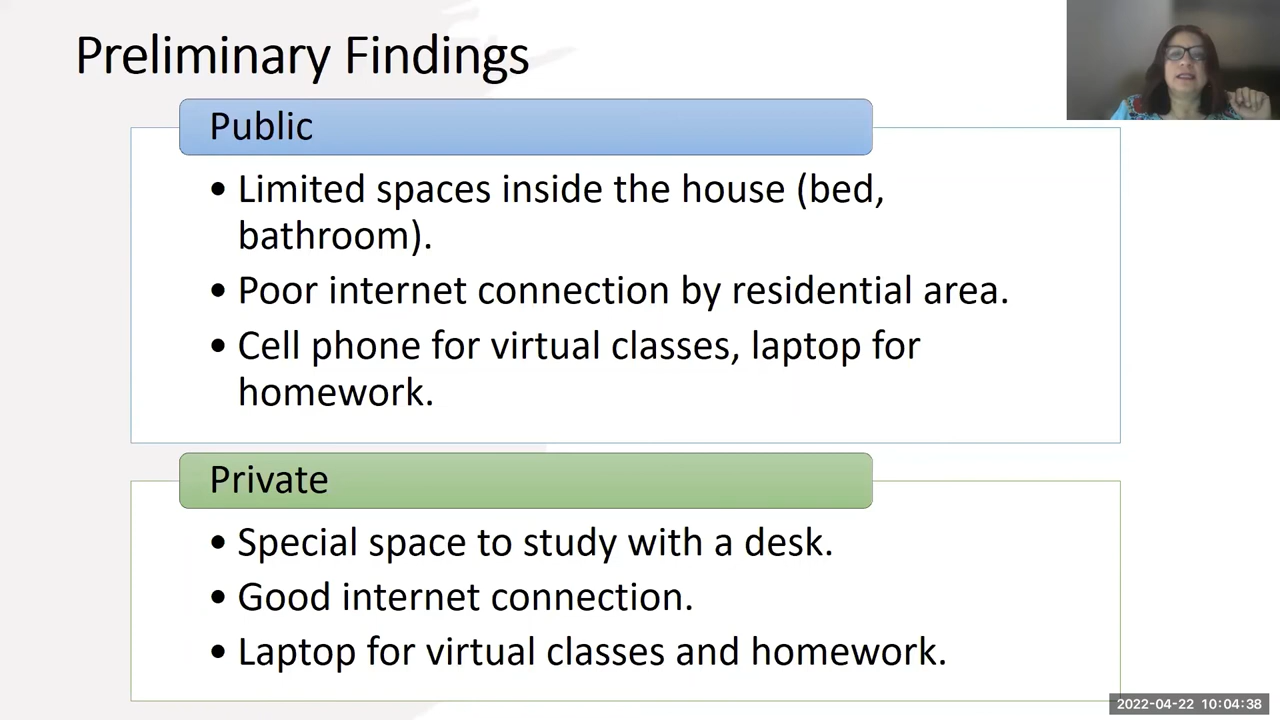 Preliminary Findings
Public
• Limited spaces inside the house (bed,
bathroom).
• Poor internet connection by residential area.
• Cell phone for virtual classes, laptop for
homework.
Private
• Special space to study with a desk.
• Good internet connection.
• Laptop for virtual classes and homework.
2022-04-22 10:04:38